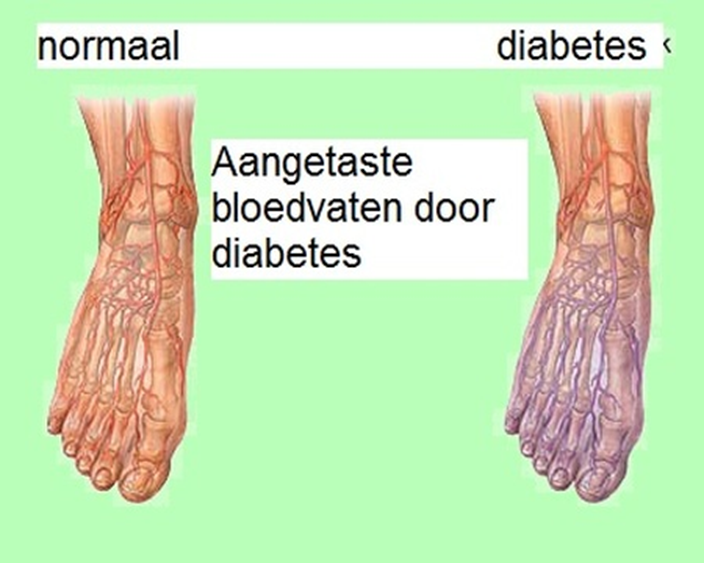 normaal diabetes ‹
Aangetaste
bloedvaten door
diabetes